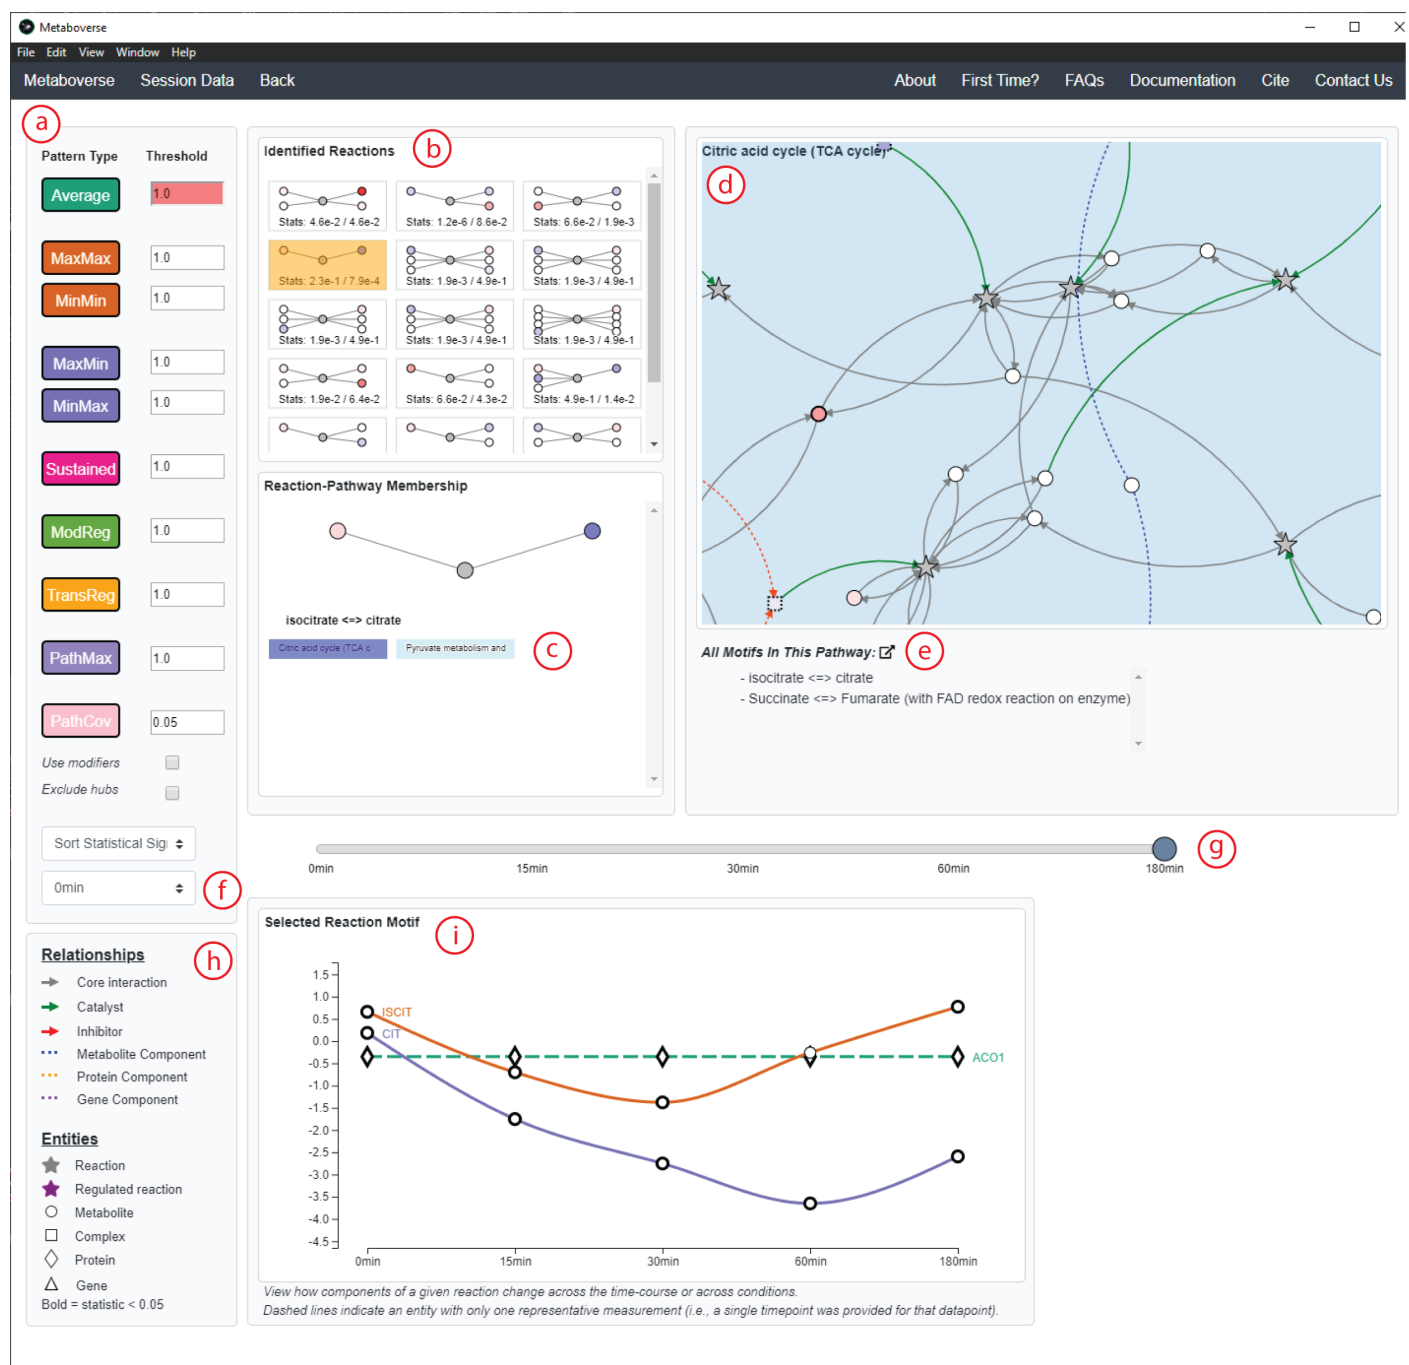 Metaboverse
File Edit View Window Help
Metaboverse Session Data Back About First Time? FAQs Documentation Cite Contact Us
a
Pattern Type Threshold
Average 1.0
MaxMax 1.0
MinMin 1.0
MaxMin 1.0
MinMax 1.0
Sustained 1.0
ModReg 1.0
TransReg 1.0
PathMax 1.0
PathCov 0.05
Use modifiers
Exclude hubs
Sort Statistical Sig
0min
f
Identified Reactions
b
Stats: 4.6e-2 / 4.6e-2 Stats: 1.2e-6 / 8.6e-2 Stats: 6.6e-2 / 1.9e-3
Stats: 2.3e-1 / 7.9e-4 Stats: 1.9e-3 / 4.9e-1 Stats: 1.9e-3 / 4.9e-1
Stats: 1.9e-3 / 4.9e-1 Stats: 1.9e-3 / 4.9e-1 Stats: 1.9e-3 / 4.9e-1
Stats: 1.9e-2 / 6.4e-2 Stats: 6.6e-2 / 4.3e-2 Stats: 4.9e-1 / 1.4e-2
Reaction-Pathway Membership
isocitrate <=> citrate
Citric acid cycle (TCA c Pyruvate metabolism and
c
Citric acid cycle (TCA cycle)
d
All Motifs In This Pathway:
e
- isocitrate <=> citrate
- Succinate <=> Fumarate (with FAD redox reaction on enzyme)
g
0min 15min 30min 60min 180min
h
Relationships
Core interaction
Catalyst
Inhibitor
Metabolite Component
Protein Component
Gene Component
Entities
Reaction
Regulated reaction
Metabolite
Complex
Protein
Gene
Bold = statistic < 0.05
Selected Reaction Motif
i
1.5
1.0
0.5
0.0
-0.5
-1.0
-1.5
-2.0
-2.5
-3.0
-3.5
-4.0
-4.5
ISCIT
CIT
ACO1
0min 15min 30min 60min 180min
View how components of a given reaction change across the time-course or across conditions.
Dashed lines indicate an entity with only one representative measurement (i.e., a single timepoint was provided for that datapoint).